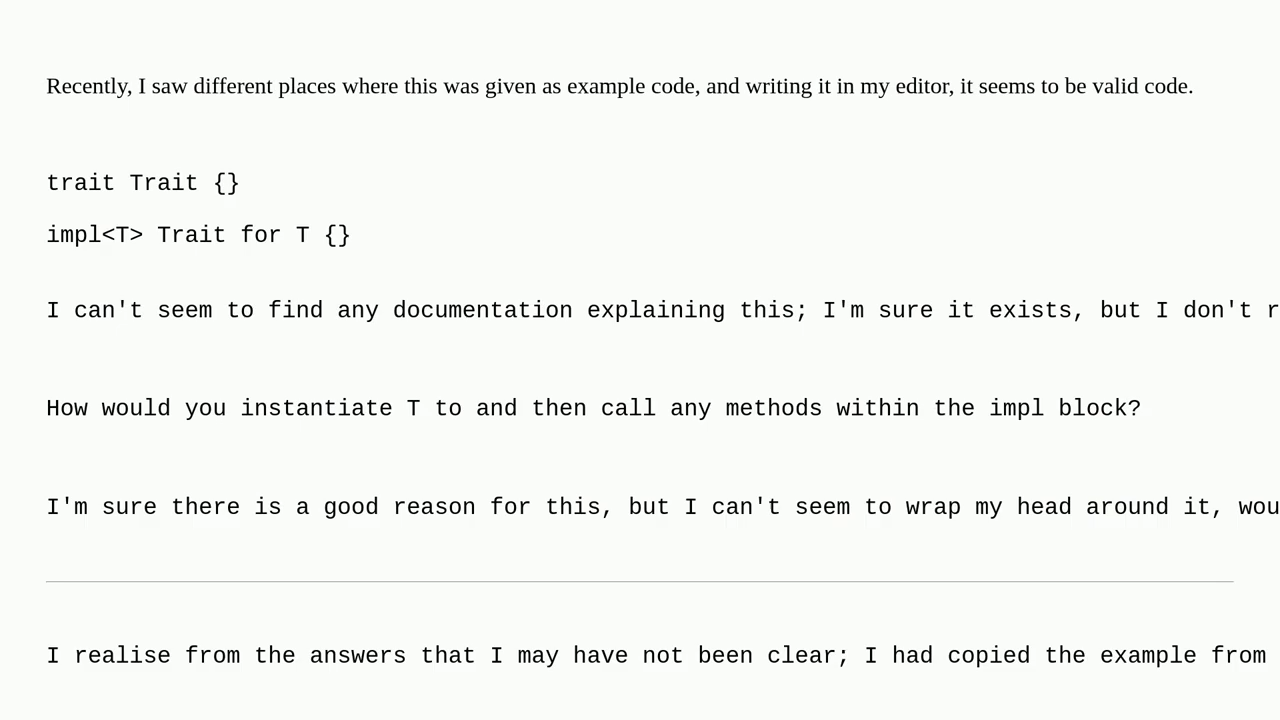 Recently, I saw different places where this was given as example code, and writing it in my editor, it seems to be valid code.
trait Trait {}
impl<T> Trait for T {}
I can't seem to find any documentation explaining this; I'm sure it exists, but I don't
How would you instantiate T to and then call any methods within the impl block?
I'm sure there is a good reason for this, but I can't seem to wrap my head around it,
I realise from the answers that I may have not been clear; I had copied the example from